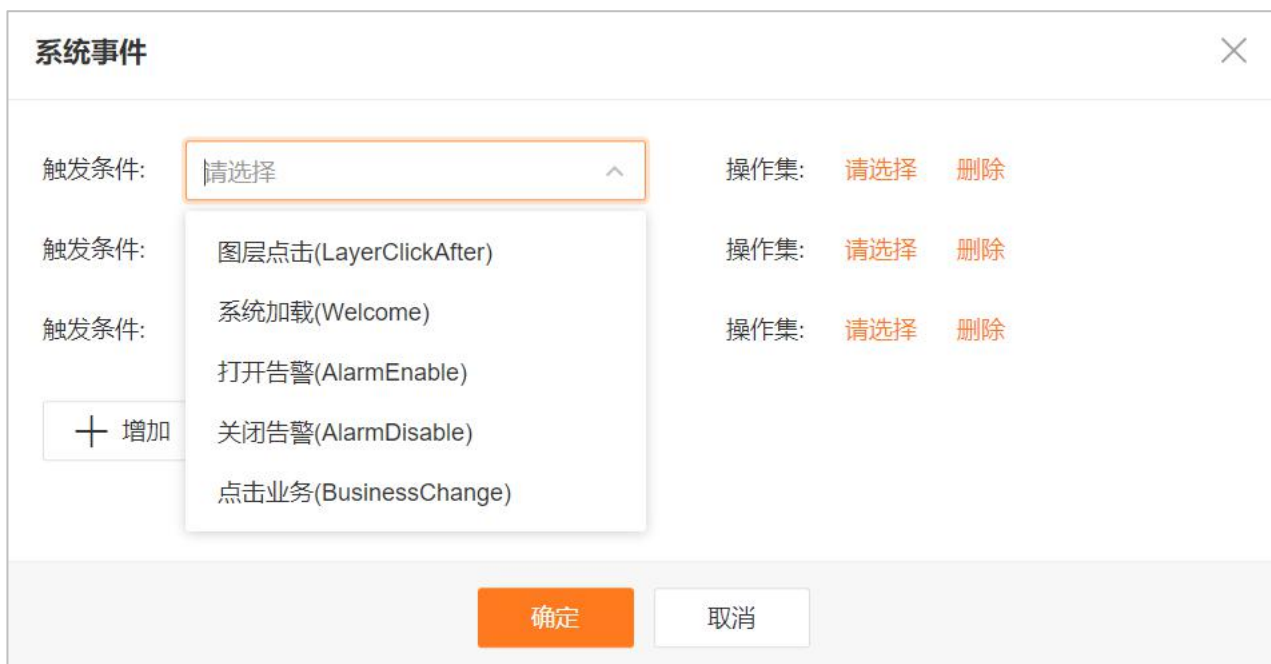 系统事件
触发条件: 请选择 操作集: 请选择 删除
图层点击(LayerClickAfter)
触发条件: 操作集: 请选择 删除
系统加载(Welcome)
触发条件: 操作集: 请选择 删除
打开告警(AlarmEnable)
增加 关闭告警(AlarmDisable)
点击业务(BusinessChange)
确定 取消